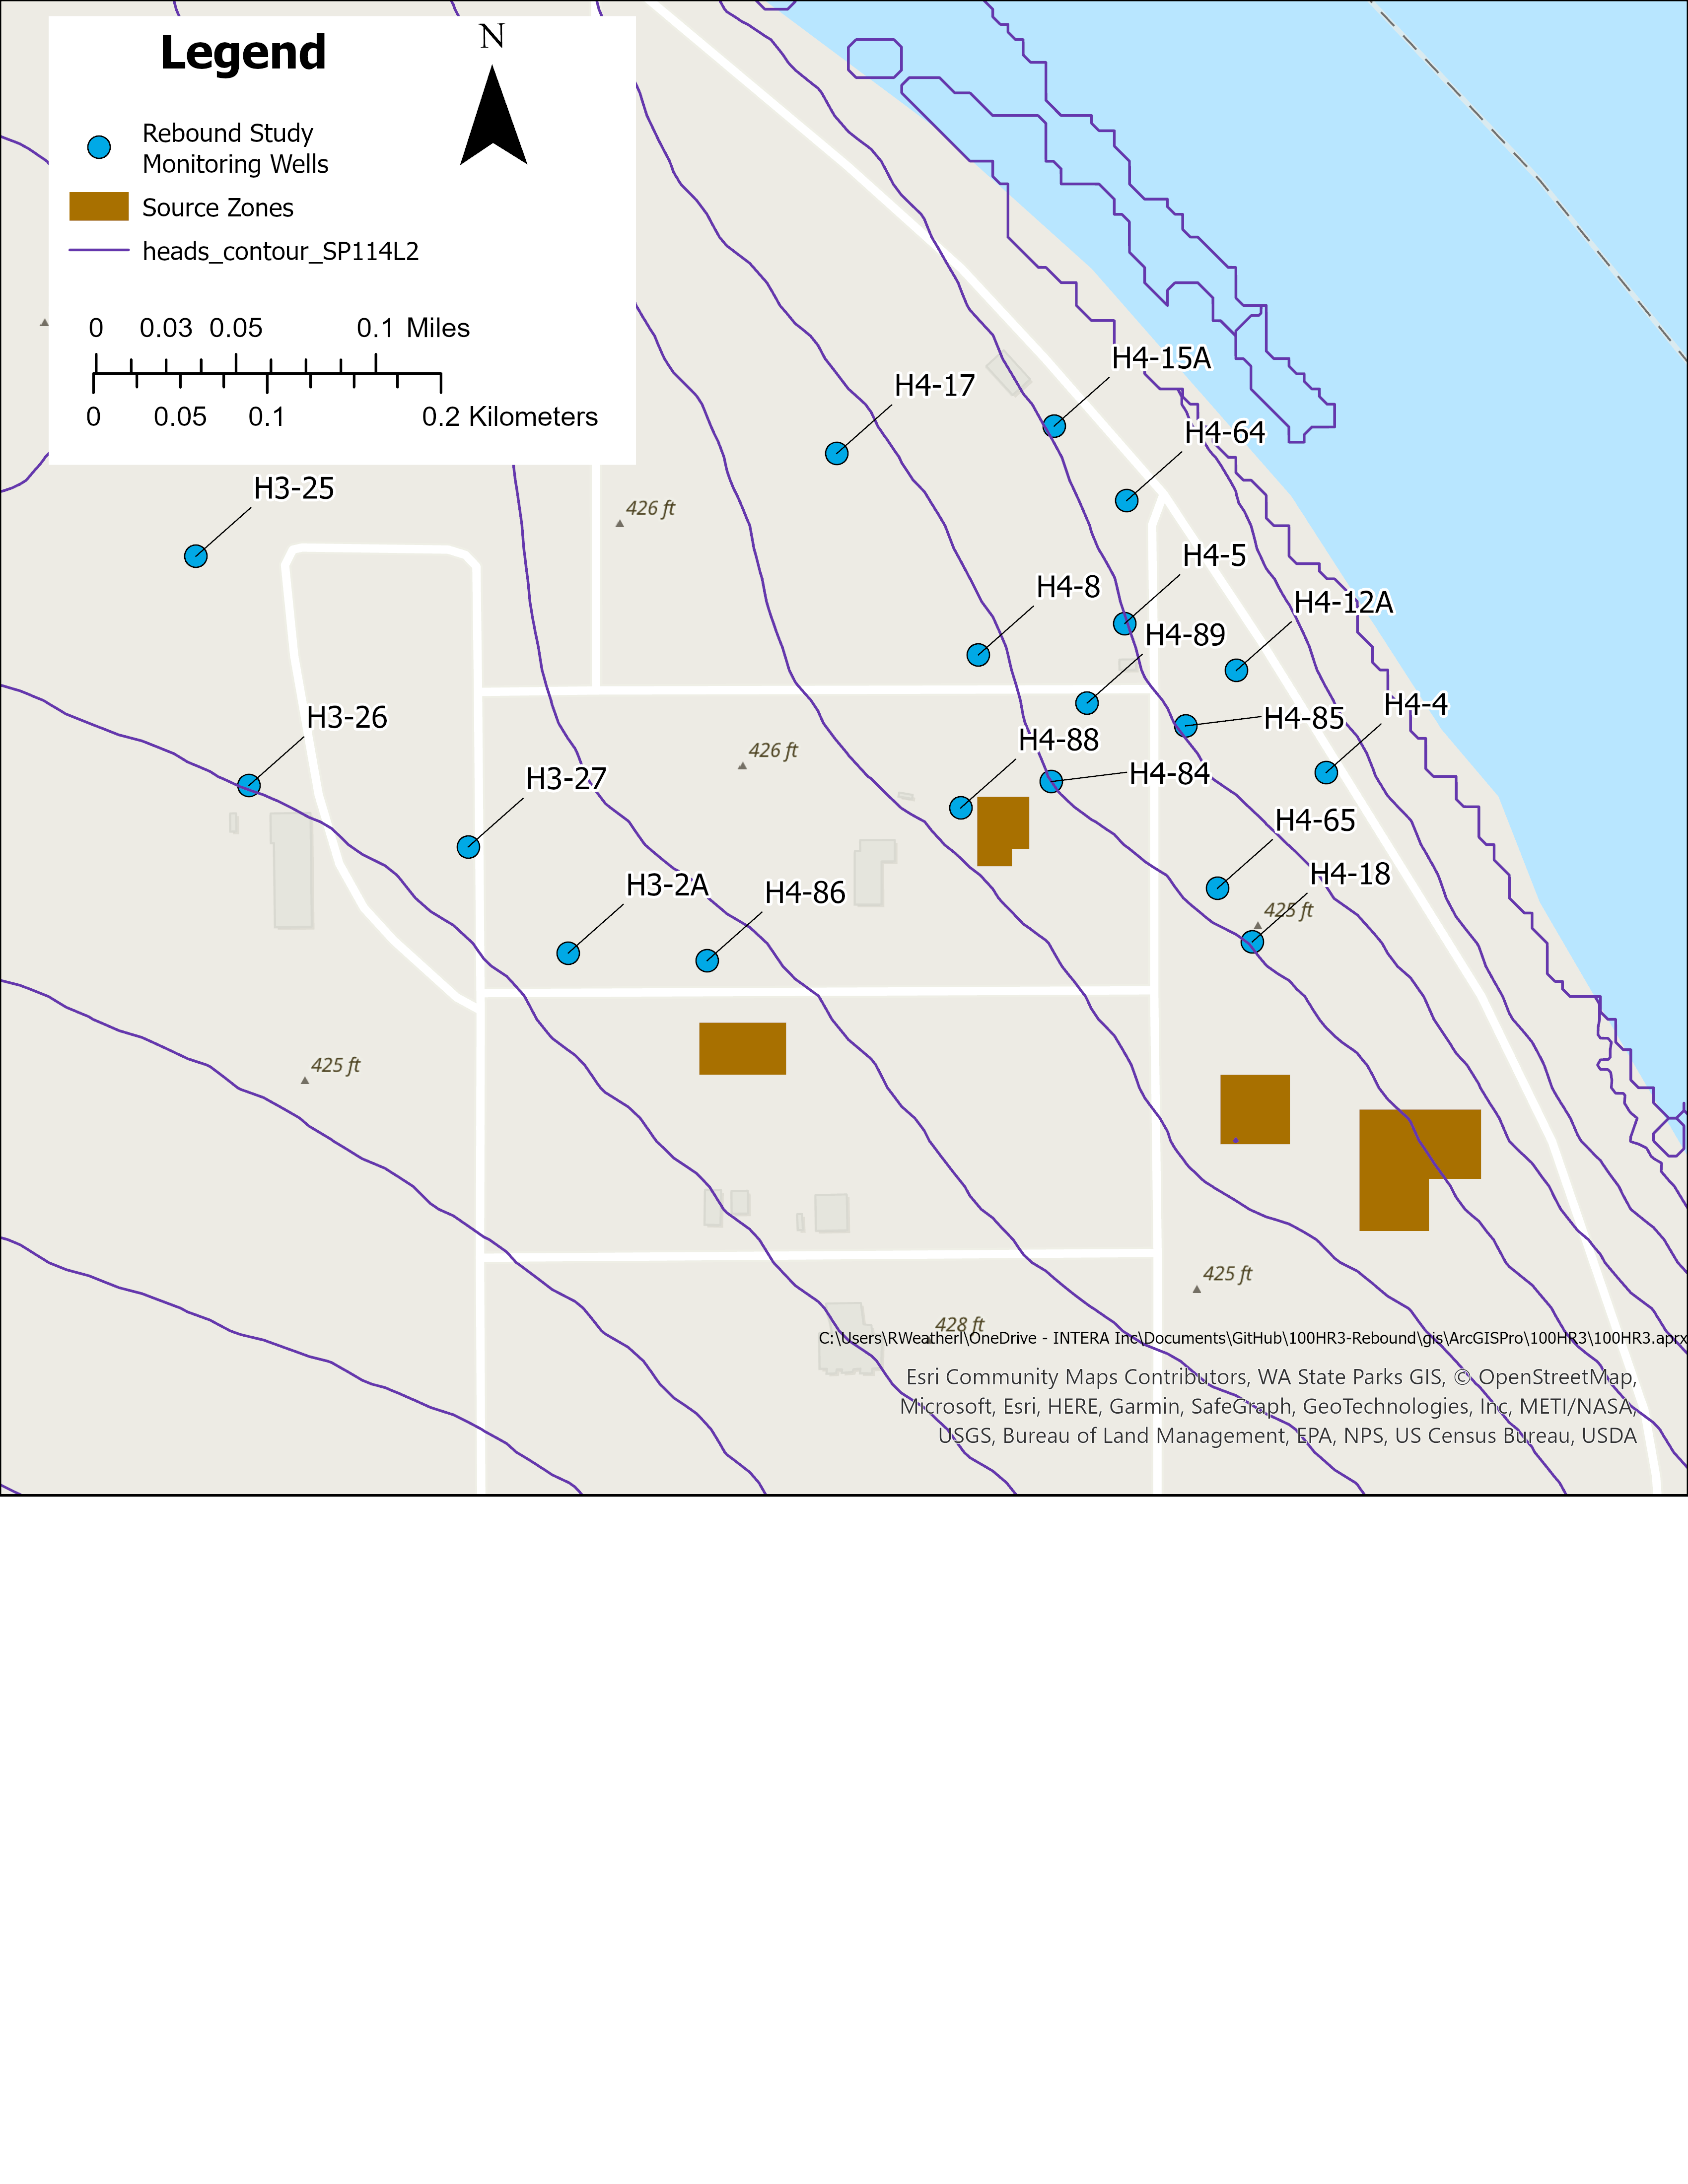 Legend
N
Rebound Study
Monitoring Wells
Source Zones
heads_contour_SP114L2
0 0.03 0.05 0.1 Miles
0 0.05 0.1 0.2 Kilometers
H4-15A
H4-17
H4-64
H3-25
426 ft
H4-5
H4-8
H4-12A
H4-89
H4-4
H3-26
H4-85
H4-88
426 ft
H4-84
H3-27
H4-65
H4-18
H3-2A
H4-86
425 ft
425 ft
425 ft
428 ft
C:\Users\RWeatherl\OneDrive - INTERA Inc\Documents\GitHub\100HR3-Rebound\gis\ArcGISPro\100HR3\100HR3.aprx
Esri Community Maps Contributors, WA State Parks GIS, © OpenStreetMap,
Microsoft, Esri, HERE, Garmin, SafeGraph, GeoTechnologies, Inc, METI/NASA,
USGS, Bureau of Land Management, EPA, NPS, US Census Bureau, USDA